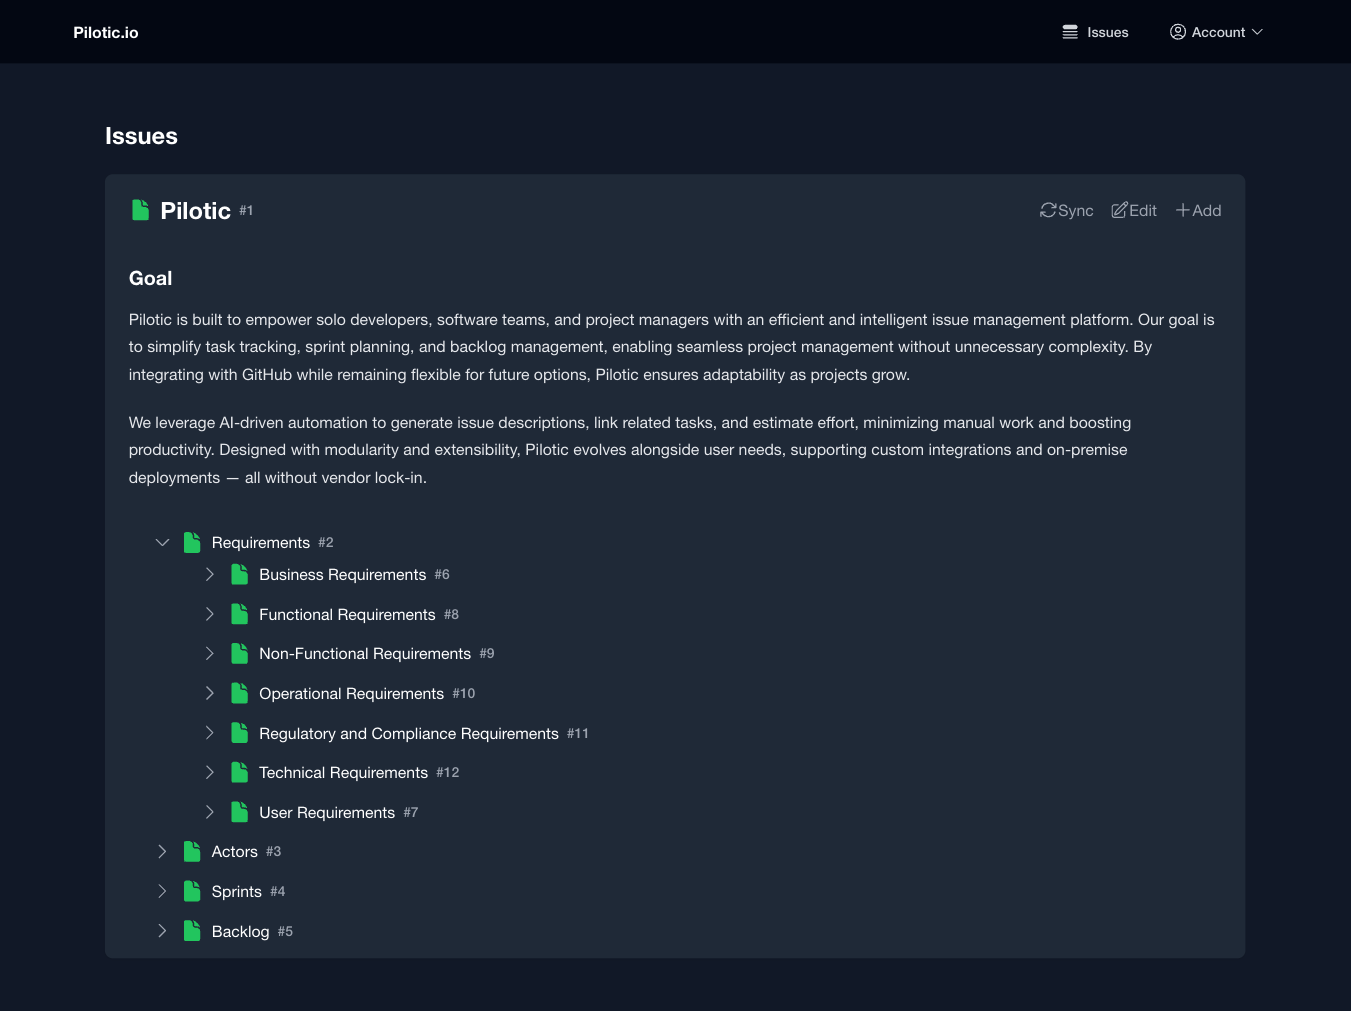 Pilotic.io
Issues
Account
Issues
Pilotic #1
Sync
Edit
Add
Goal
Pilotic is built to empower solo developers, software teams, and project managers with an efficient and intelligent issue management platform. Our goal is
to simplify task tracking, sprint planning, and backlog management, enabling seamless project management without unnecessary complexity. By
integrating with GitHub while remaining flexible for future options, Pilotic ensures adaptability as projects grow.
We leverage AI-driven automation to generate issue descriptions, link related tasks, and estimate effort, minimizing manual work and boosting
productivity. Designed with modularity and extensibility, Pilotic evolves alongside user needs, supporting custom integrations and on-premise
deployments — all without vendor lock-in.
Requirements #2
Business Requirements #6
Functional Requirements #8
Non-Functional Requirements #9
Operational Requirements #10
Regulatory and Compliance Requirements #11
Technical Requirements #12
User Requirements #7
Actors #3
Sprints #4
Backlog #5